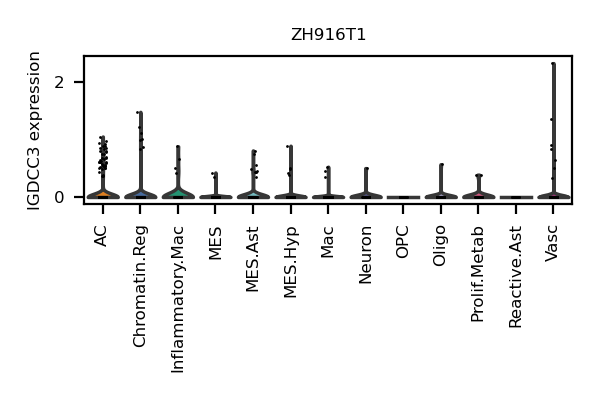 ZH916T1
IGDCC3 expression
2
0
AC
Chromatin.Reg
Inflammatory.Mac
MES
MES.Ast
MES.Hyp
Mac
Neuron
OPC
Oligo
Prolif.Metab
Reactive.Ast
Vasc